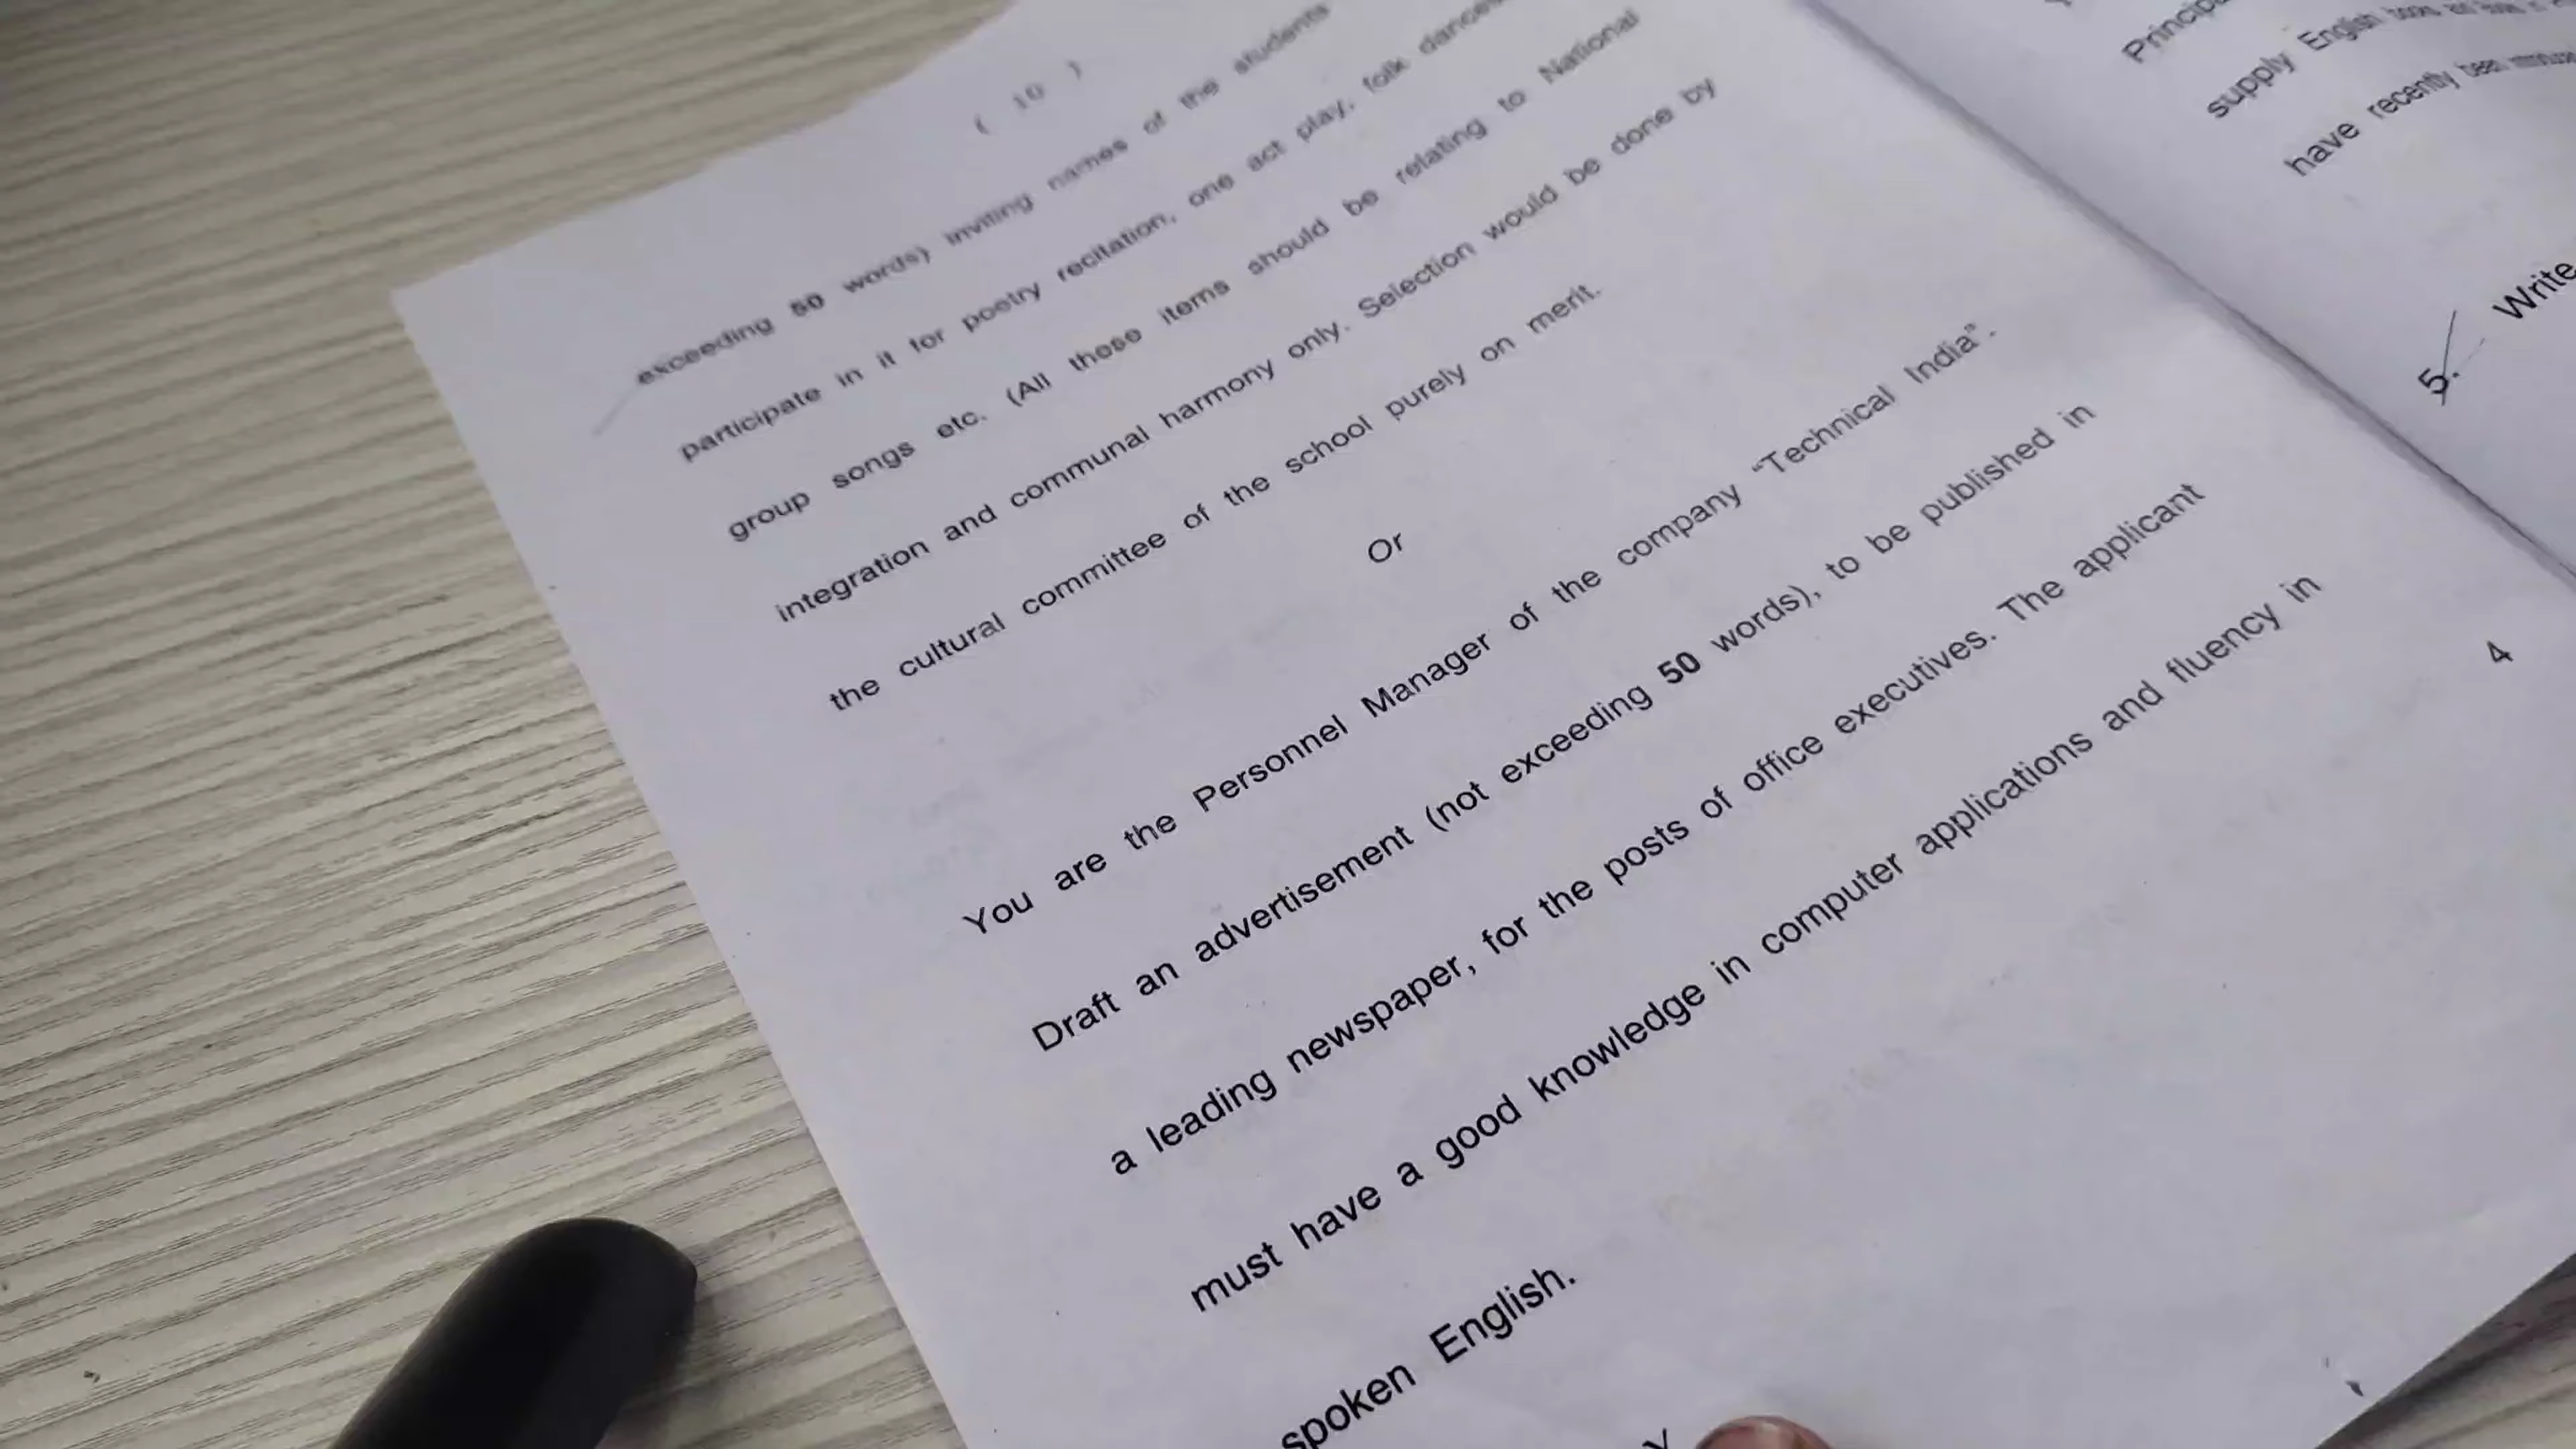 ( 10 )
exceeding 50 words) inviting names of the students
participate in it for poetry recitation, one act play, folk dances
group songs etc. (All these items should be relating to National
integration and communal harmony only. Selection would be done by
the cultural committee of the school purely on merit.
Or
You are the Personnel Manager of the company “Technical India”.
Draft an advertisement (not exceeding 50 words), to be published in
a leading newspaper, for the posts of office executives. The applicant
must have a good knowledge in computer applications and fluency in
spoken English.
4
supply English books and
have recently been
5. Write